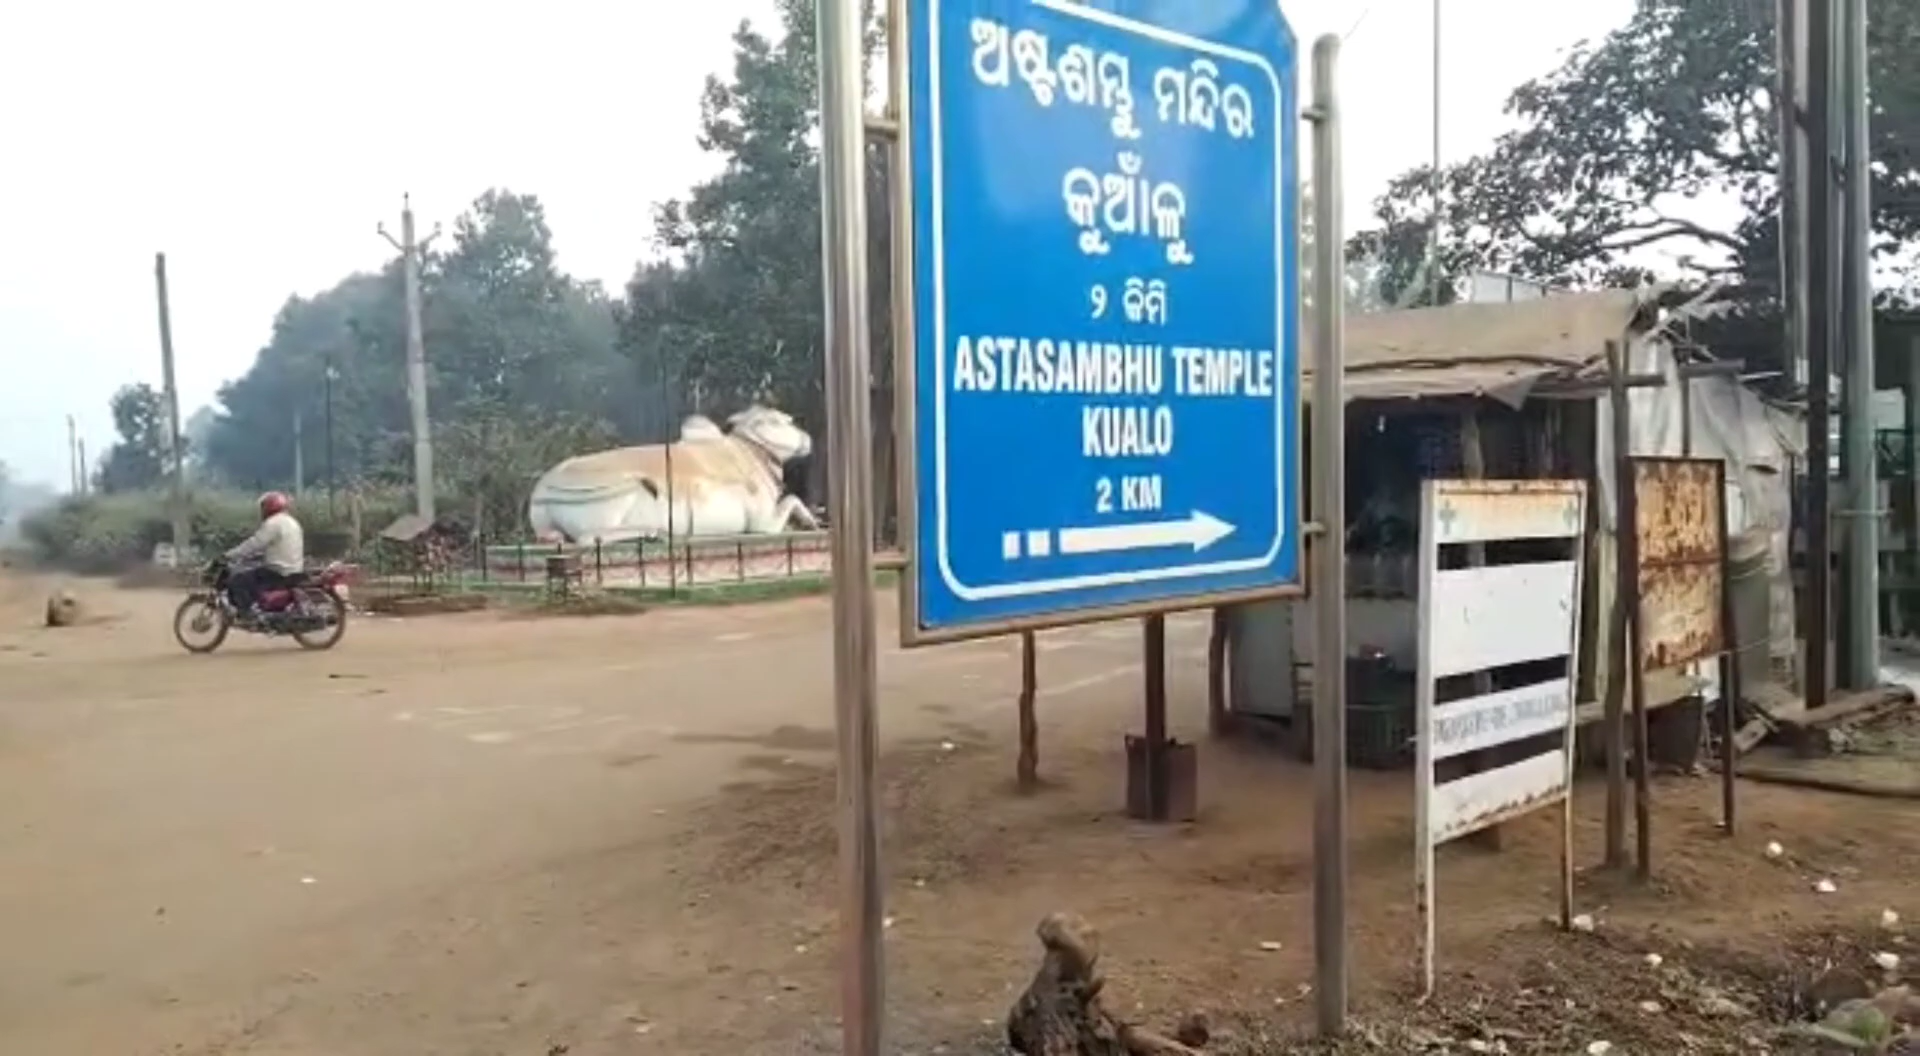 ଅଷ୍ଟଶମ୍ଭୁ ମନ୍ଦିର
କୁଆଁଳୁ
୨ କିମି
ASTASAMBHU TEMPLE
KUALO
2 KM